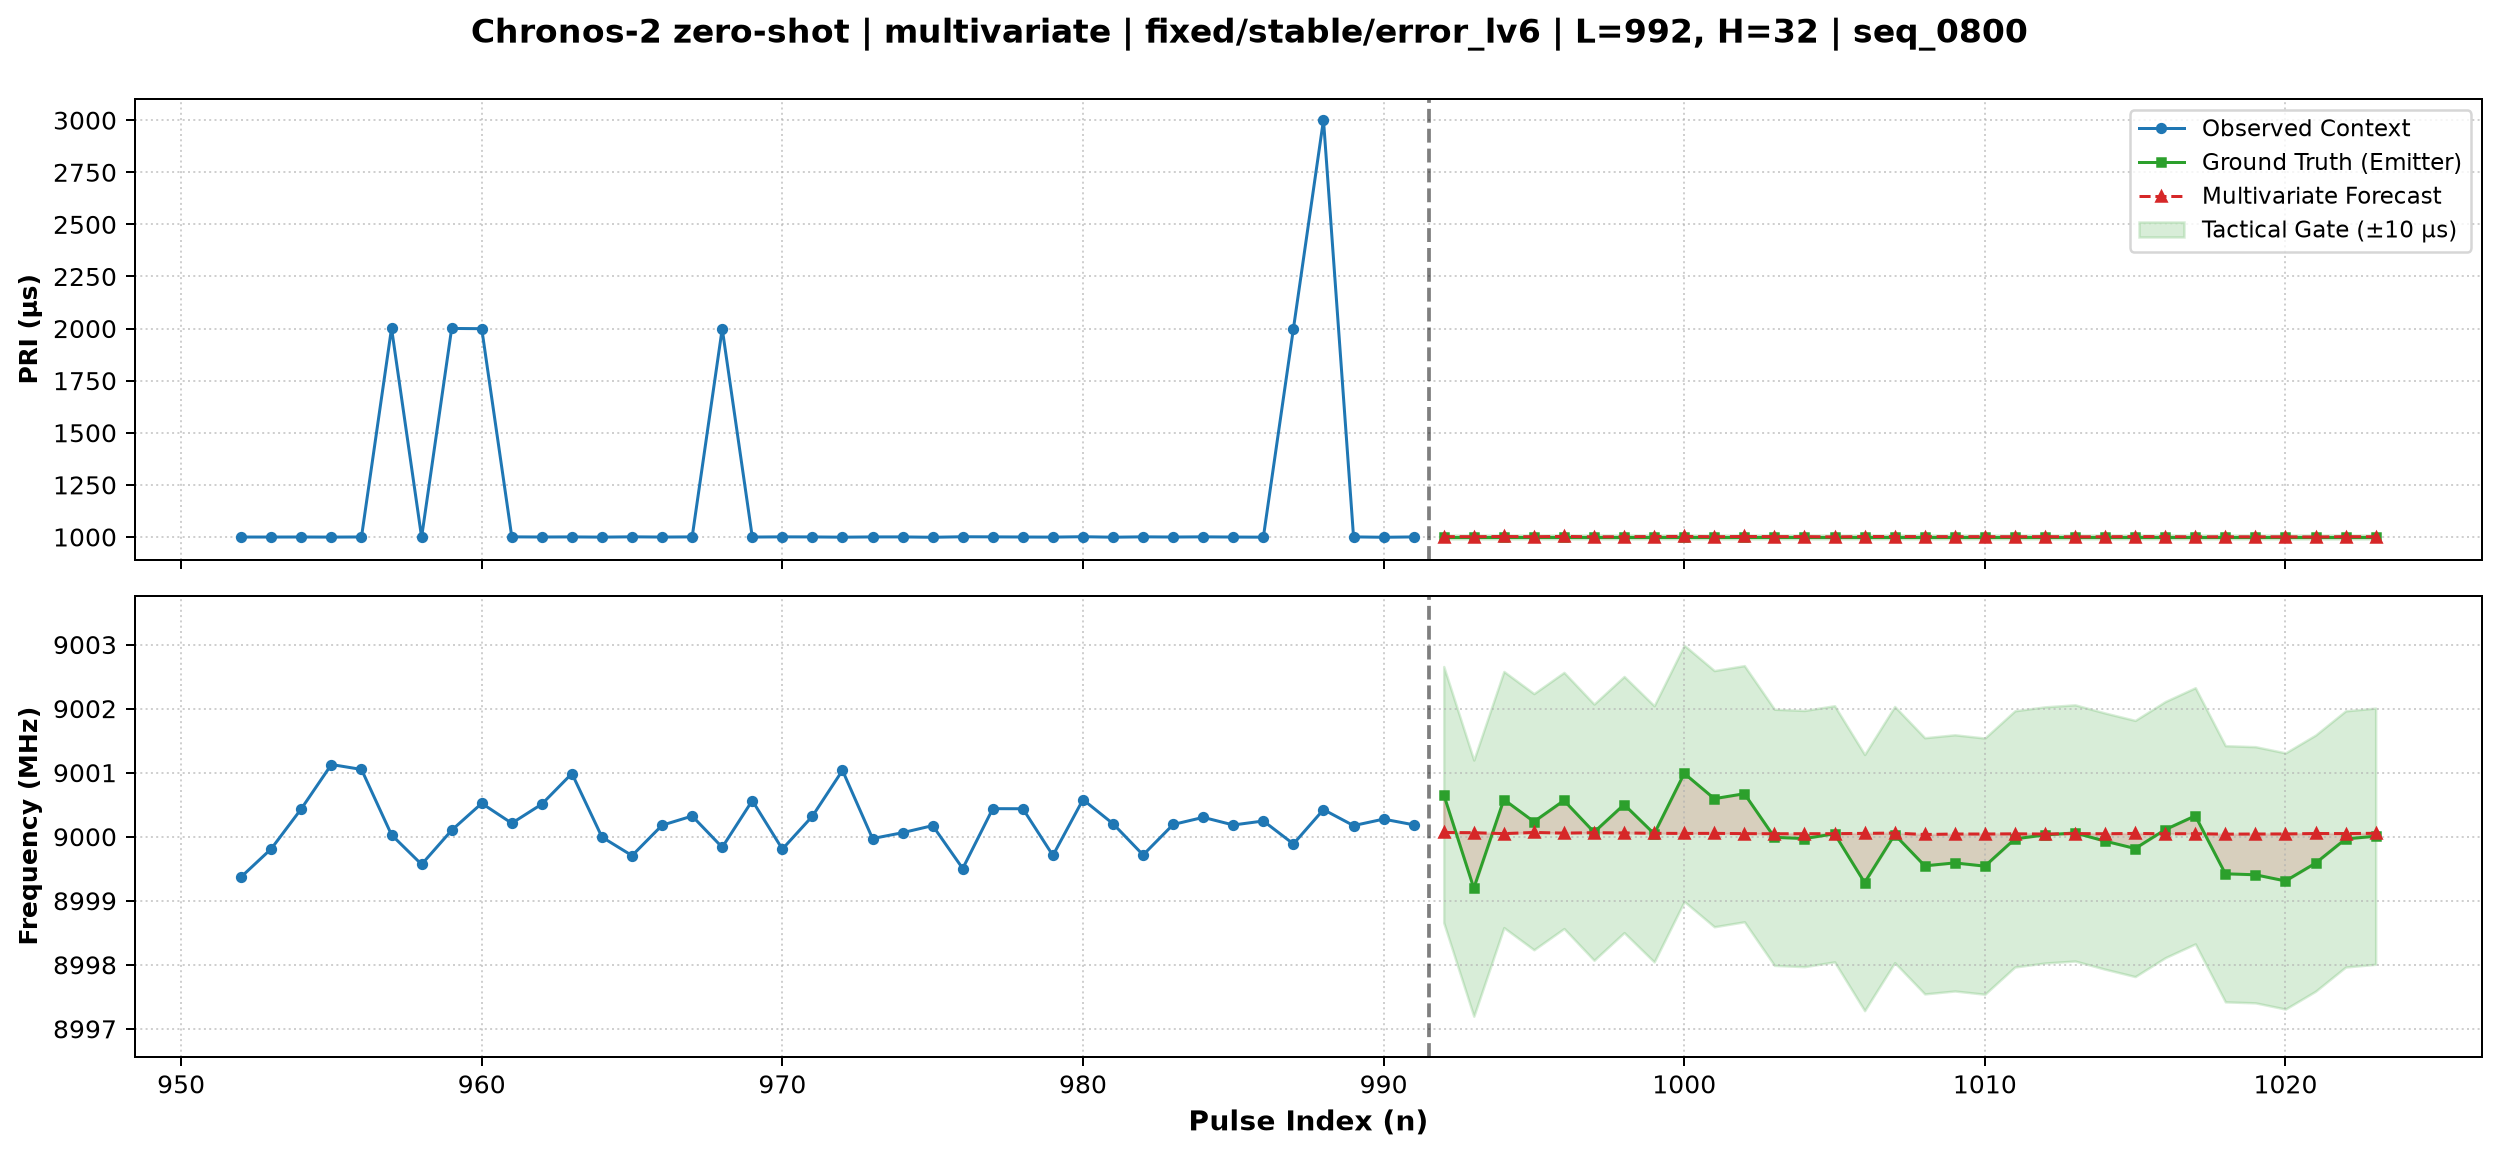 Chronos-2 zero-shot | multivariate | fixed/stable/error_lv6 | L=992, H=32 | seq_0800
PRI (µs)
3000
2750
2500
2250
2000
1750
1500
1250
1000
Observed Context
Ground Truth (Emitter)
Multivariate Forecast
Tactical Gate (±10 µs)
Frequency (MHz)
9003
9002
9001
9000
8999
8998
8997
950 960 970 980 990 1000 1010 1020
Pulse Index (n)